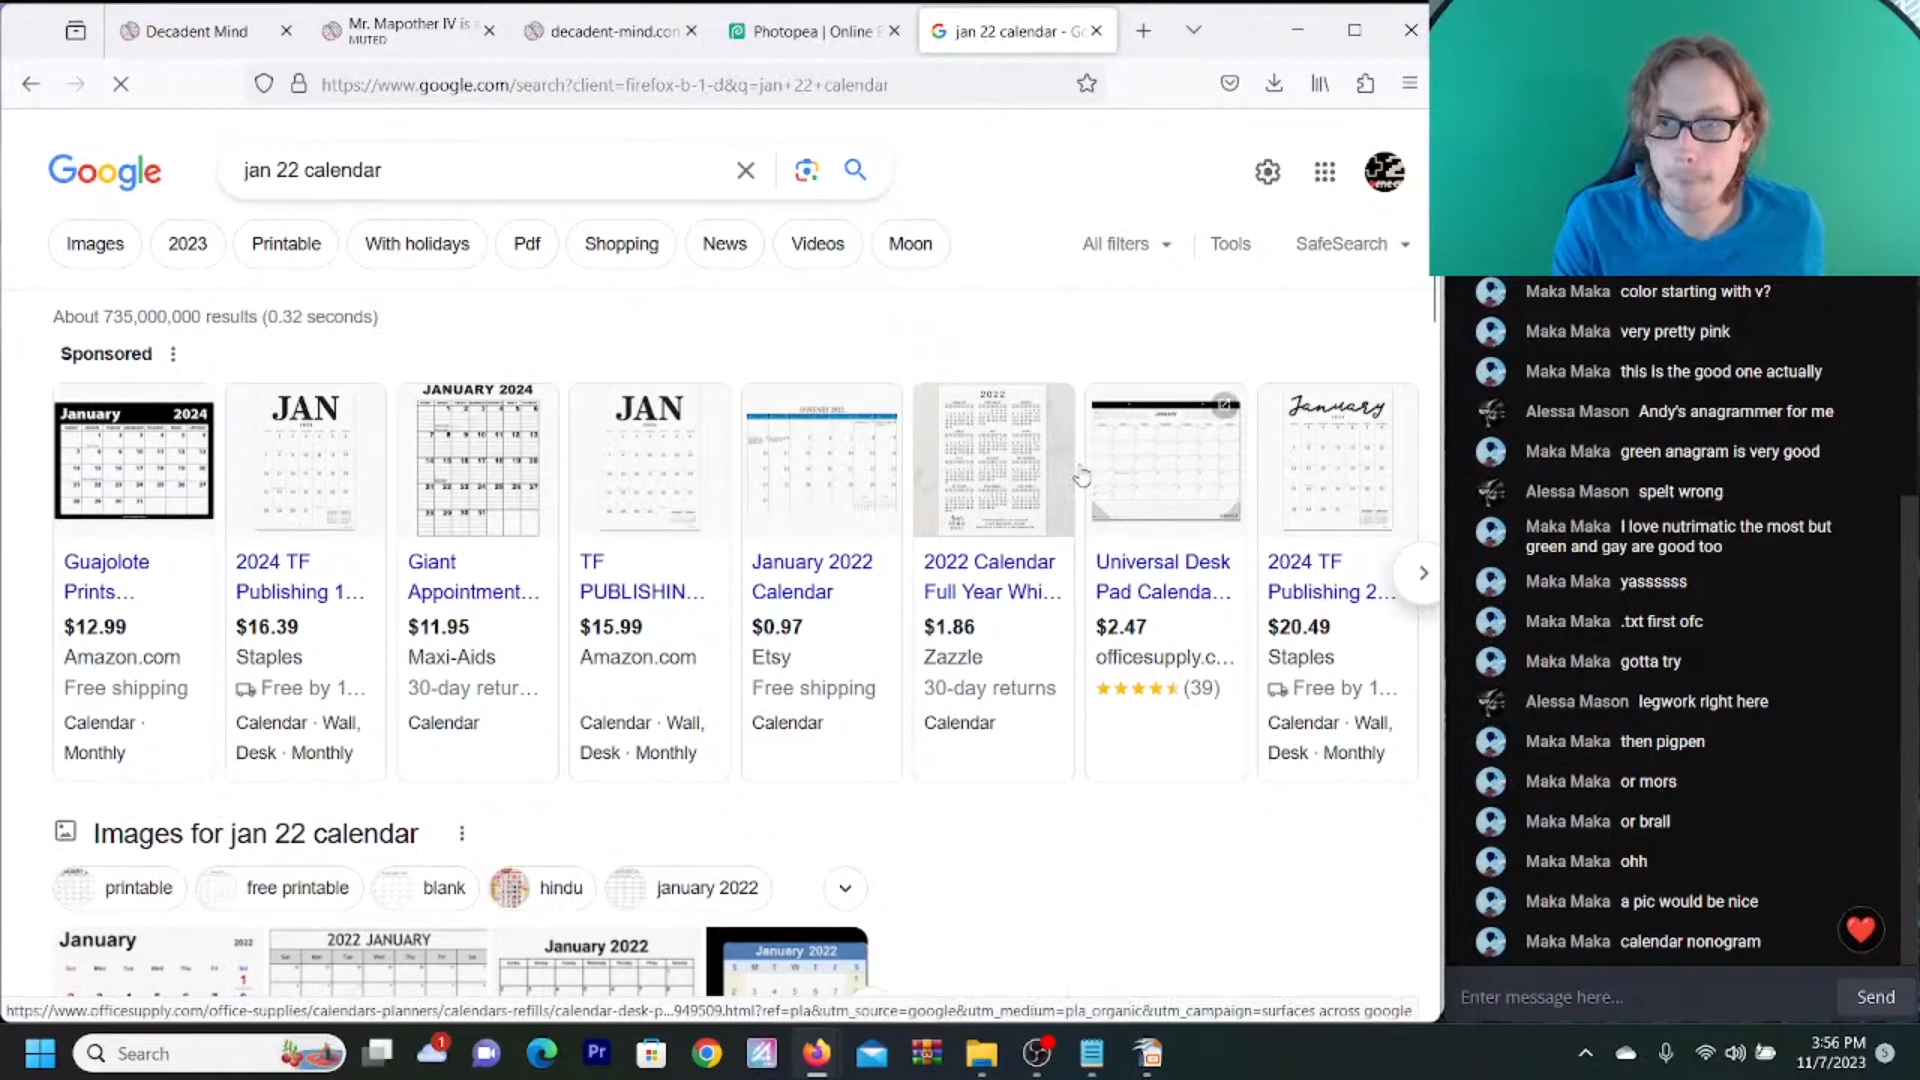 Decadent Mind
Mr. Mapother IV is
MUTED
decadent-mind.con
Photopea | Online F
jan 22 calendar - Go
https://www.google.com/search?client=firefox-b-1-d&q=jan+22+calendar
Google
jan 22 calendar
Images
2023
Printable
With holidays
Pdf
Shopping
News
Videos
Moon
All filters
Tools
SafeSearch
About 735,000,000 results (0.32 seconds)
Sponsored
January 2024
JAN
JANUARY 2024
JAN
JANUARY 2022
2022
JANUARY
January
Guajolote
Prints...
$12.99
Amazon.com
Free shipping
Calendar ·
Monthly
2024 TF
Publishing 1...
$16.39
Staples
Free by 1...
Calendar · Wall,
Desk · Monthly
Giant
Appointment...
$11.95
Maxi-Aids
30-day retur...
Calendar
TF
PUBLISHIN...
$15.99
Amazon.com
Calendar · Wall,
Desk · Monthly
January 2022
Calendar
$0.97
Etsy
Free shipping
Calendar
2022 Calendar
Full Year Whi...
$1.86
Zazzle
30-day returns
Calendar
Universal Desk
Pad Calenda...
$2.47
officesupply.c...
(39)
2024 TF
Publishing 2...
$20.49
Staples
Free by 1...
Calendar · Wall,
Desk · Monthly
Images for jan 22 calendar
printable
free printable
blank
hindu
january 2022
January 2022
2022 JANUARY
January 2022
January 2022
https://www.officesupply.com/office-supplies/calendars-planners/calendars-refills/calendar-desk-p...949509.html?ref=pla&utm_source=google&utm_medium=pla_organic&utm_campaign=surfaces across google
Maka Maka color starting with v?
Maka Maka very pretty pink
Maka Maka this is the good one actually
Alessa Mason Andy's anagrammer for me
Maka Maka green anagram is very good
Alessa Mason spelt wrong
Maka Maka I love nutrimatic the most but
green and gay are good too
Maka Maka yassssss
Maka Maka .txt first ofc
Maka Maka gotta try
Alessa Mason legwork right here
Maka Maka then pigpen
Maka Maka or mors
Maka Maka or brail
Maka Maka ohh
Maka Maka a pic would be nice
Maka Maka calendar nonogram
Enter message here...
Send
Search
1
Pr
3:56 PM
11/7/2023
5